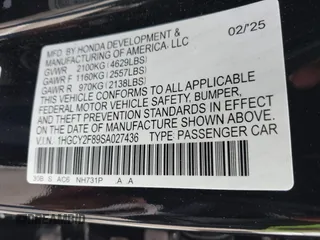 MFD. BY HONDA DEVELOPMENT & 02/'25
MANUFACTURING OF AMERICA, LLC
GVWR 2100KG (4629LBS)
GAWR F 1160KG (2557LBS)
GAWR R 970KG (2138LBS)
THIS VEHICLE CONFORMS TO ALL APPLICABLE
FEDERAL MOTOR VEHICLE SAFETY, BUMPER,
AND THEFT PREVENTION STANDARDS IN EFFECT
ON THE DATE OF MANUFACTURE SHOWN ABOVE.
V.I.N. 1HGCY2F89SA027436 TYPE PASSENGER CAR
NH731P A A